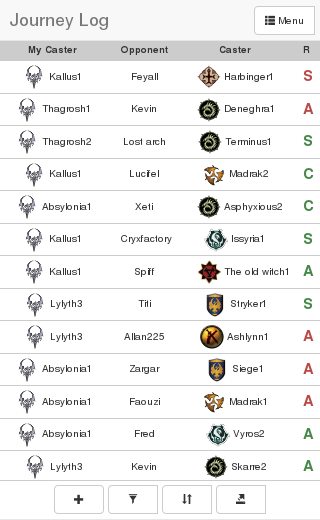 Journey Log
Menu
My Caster Opponent Caster R
Kallus1 Feyall Harbinger1 S
Thagrosh1 Kevin Deneghra1 A
Thagrosh2 Lost arch Terminus1 S
Kallus1 Lucifel Madrak2 C
Absylonia1 Xeti Asphyxious2 C
Kallus1 Cryxfactory Issyria1 S
Kallus1 Spiff The old witch1 A
Lylyth3 Titi Stryker1 S
Lylyth3 Allan225 Ashlynn1 A
Absylonia1 Zargar Siege1 A
Absylonia1 Faouzi Madrak1 A
Absylonia1 Fred Vyros2 A
Lylyth3 Kevin Skarre2 A